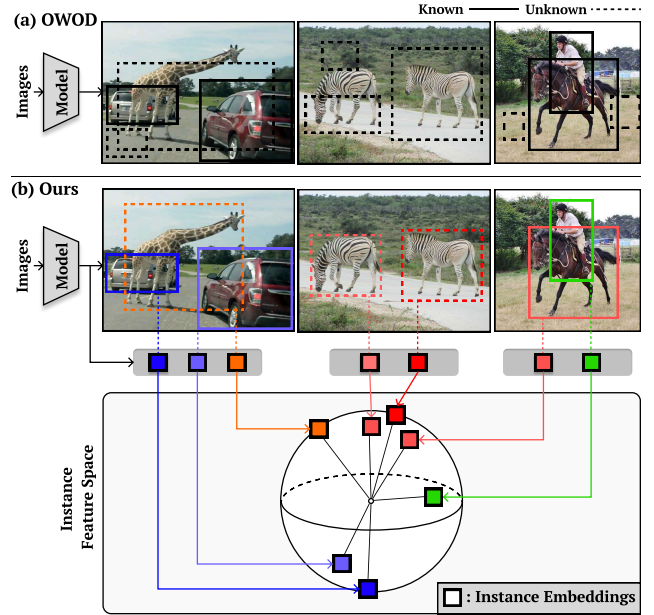 Known Unknown
(a) OWOD
Images
Model
(b) Ours
Images
Model
Instance
Feature Space
: Instance Embeddings